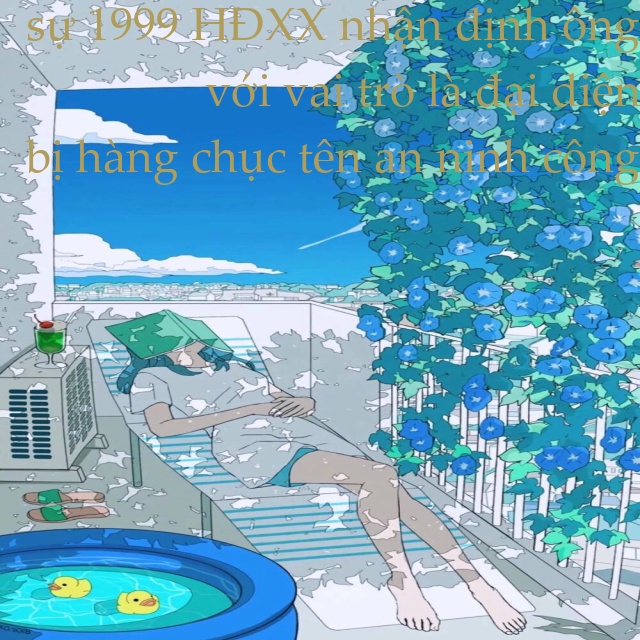 sự 1999 HĐXX nhận định ông
với vai trò là đại diện
bị hàng chục tên an ninh công